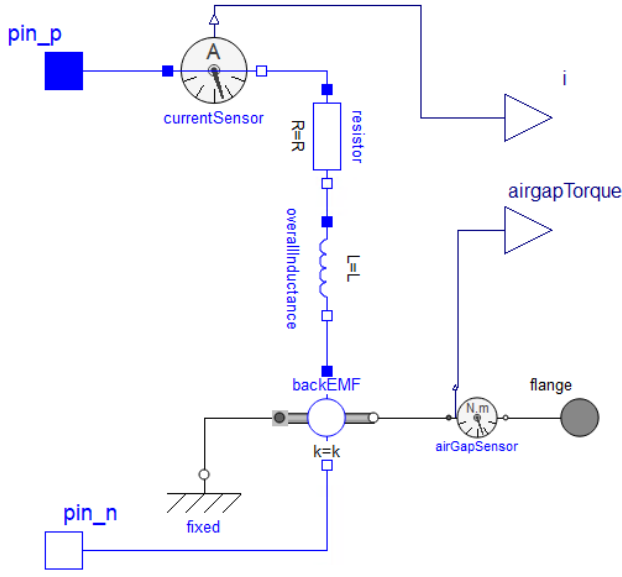 pin_p
A
currentSensor
i
resistor
R=R
airgapTorque
overallInductance
L=L
backEMF
flange
N.m
airGapSensor
k=k
pin_n
fixed